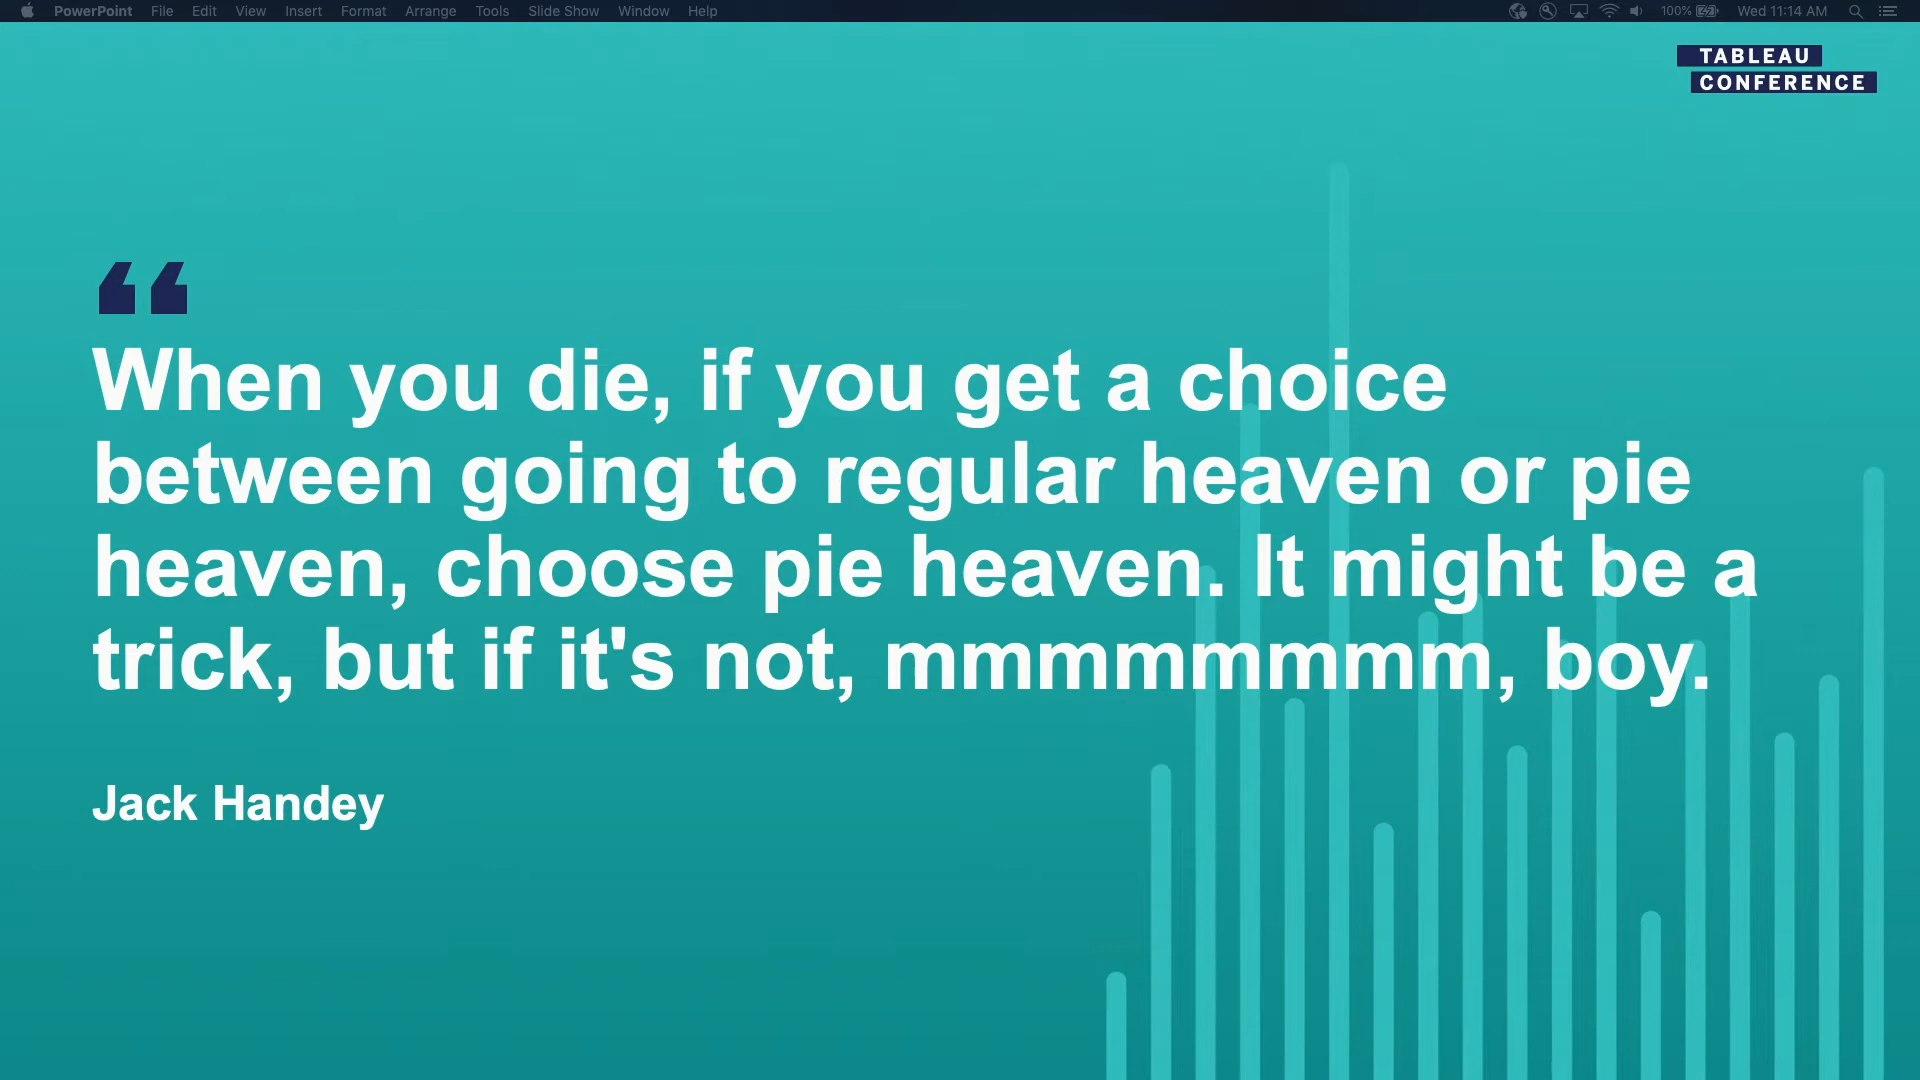 PowerPoint File Edit View Insert Format Arrange Tools Slide Show Window Help 100% Wed 11:14 AM
TABLEAU
CONFERENCE
“
When you die, if you get a choice
between going to regular heaven or pie
heaven, choose pie heaven. It might be a
trick, but if it's not, mmmmmmmm, boy.
Jack Handey